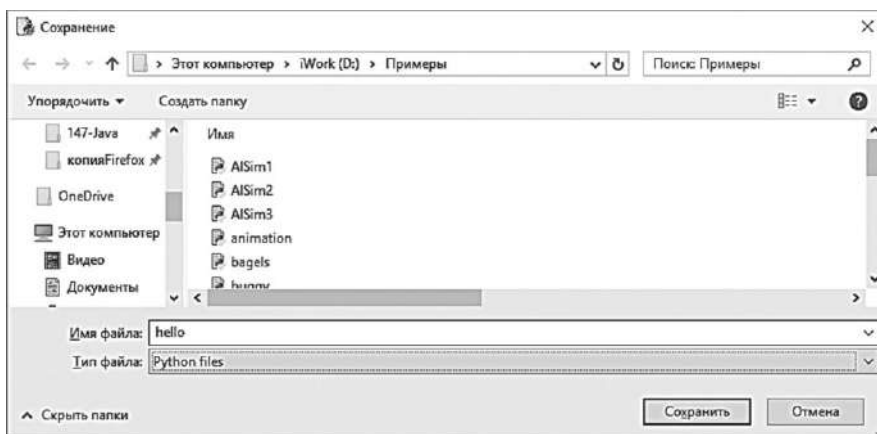 Сохранение
Этот компьютер > iWork (D:) > Примеры
Поиск: Примеры
Упорядочить
Создать папку
147-Java
копияFirefox
OneDrive
Этот компьютер
Видео
Документы
Имя
AISim1
AISim2
AISim3
animation
bagels
buggy
Имя файла: hello
Тип файла: Python files
Скрыть папки
Сохранить
Отмена